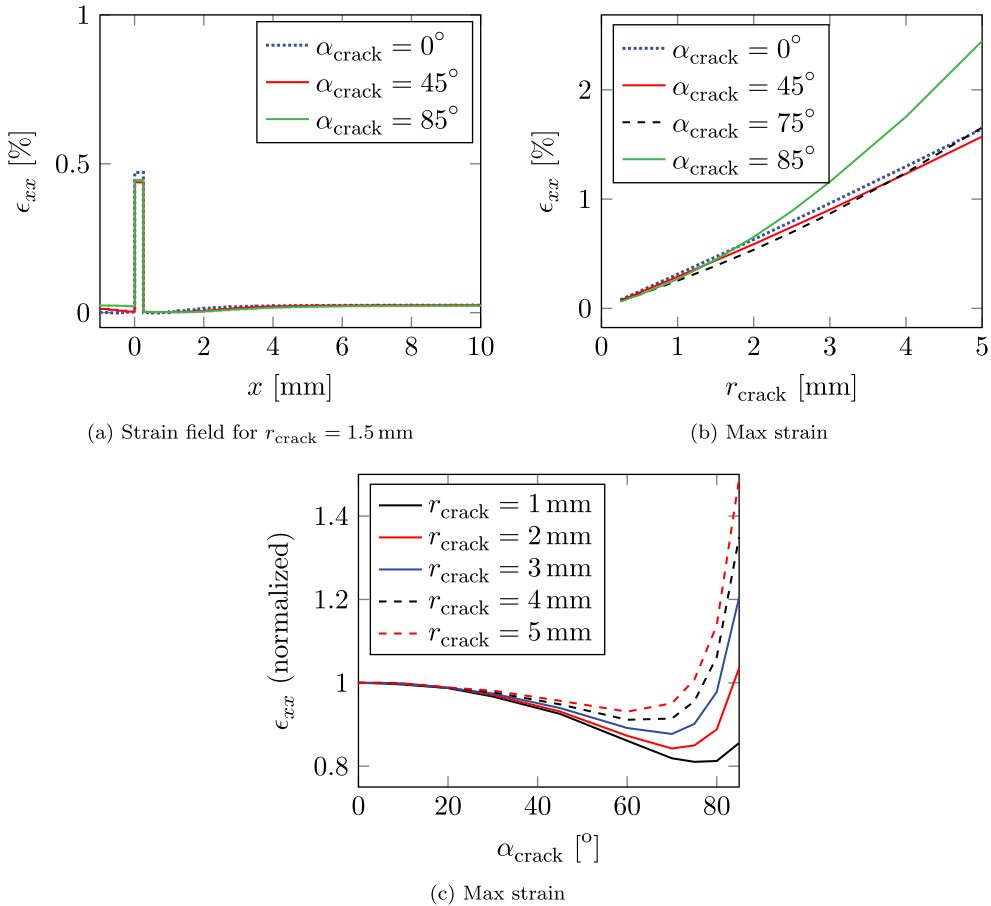 1
0.5
0
ϵxx [%]
αcrack = 0°
αcrack = 45°
αcrack = 85°
0 2 4 6 8 10
x [mm]
(a) Strain field for rcrack = 1.5 mm
2
1
0
ϵxx [%]
αcrack = 0°
αcrack = 45°
αcrack = 75°
αcrack = 85°
0 1 2 3 4 5
rcrack [mm]
(b) Max strain
1.4
1.2
1
0.8
ϵxx (normalized)
rcrack = 1 mm
rcrack = 2 mm
rcrack = 3 mm
rcrack = 4 mm
rcrack = 5 mm
0 20 40 60 80
αcrack [°]
(c) Max strain